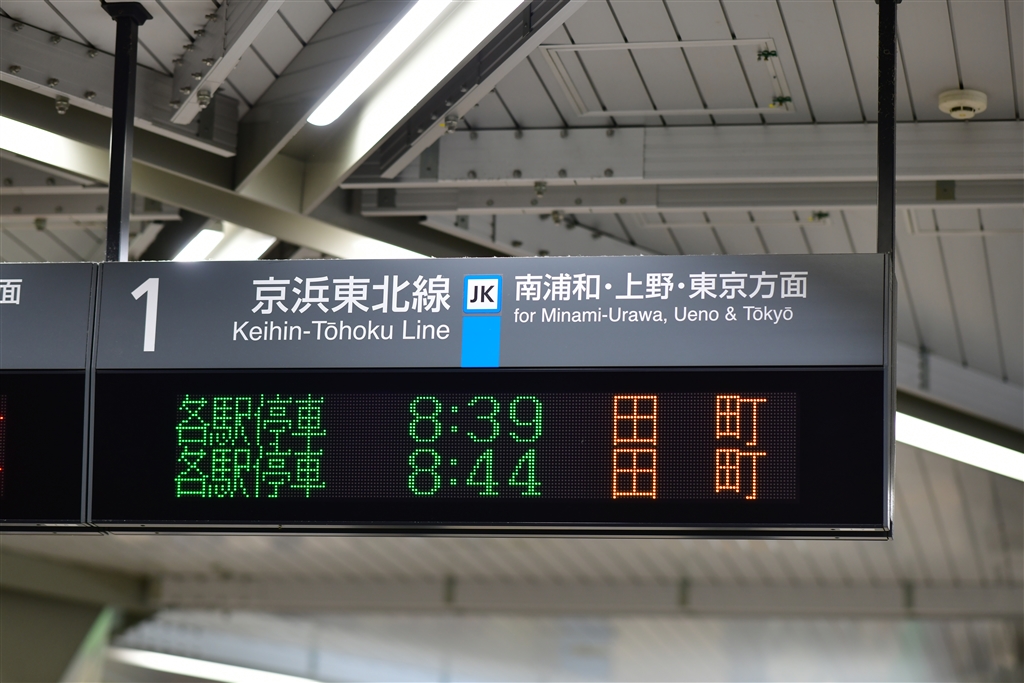 面
1
京浜東北線
Keihin-Tōhoku Line
JK
南浦和・上野・東京方面
for Minami-Urawa, Ueno & Tōkyō
各駅停車 8:39 田 町
各駅停車 8:44 田 町